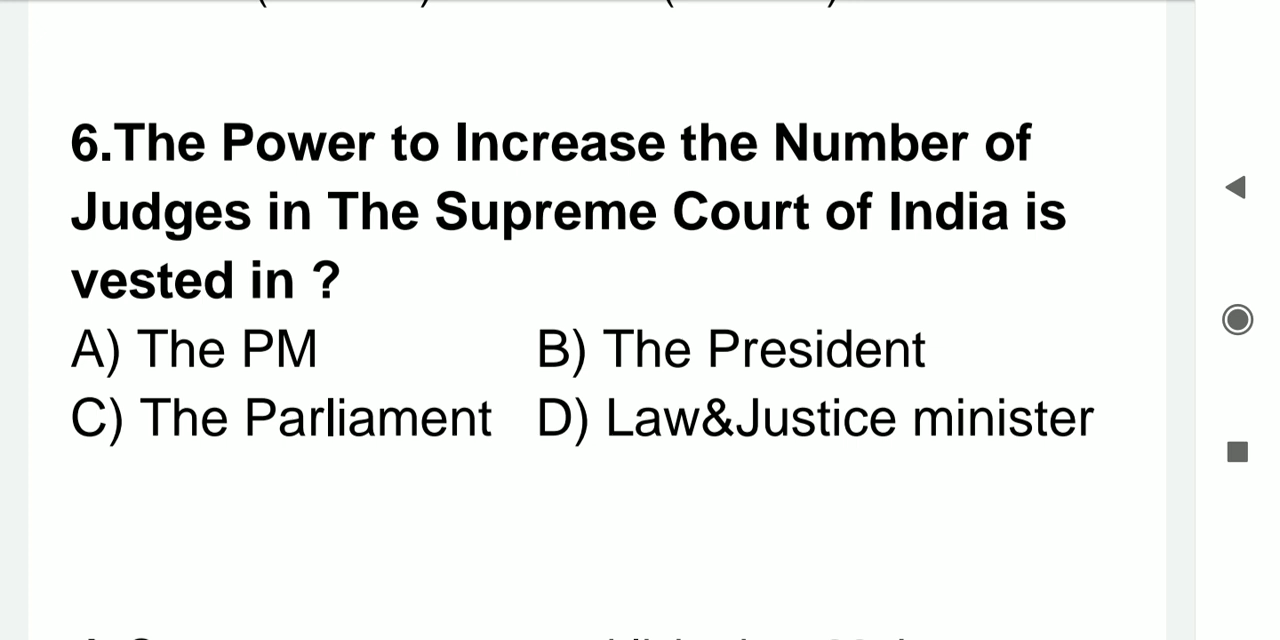 6.The Power to Increase the Number of
Judges in The Supreme Court of India is
vested in ?
A) The PM B) The President
C) The Parliament D) Law&Justice minister